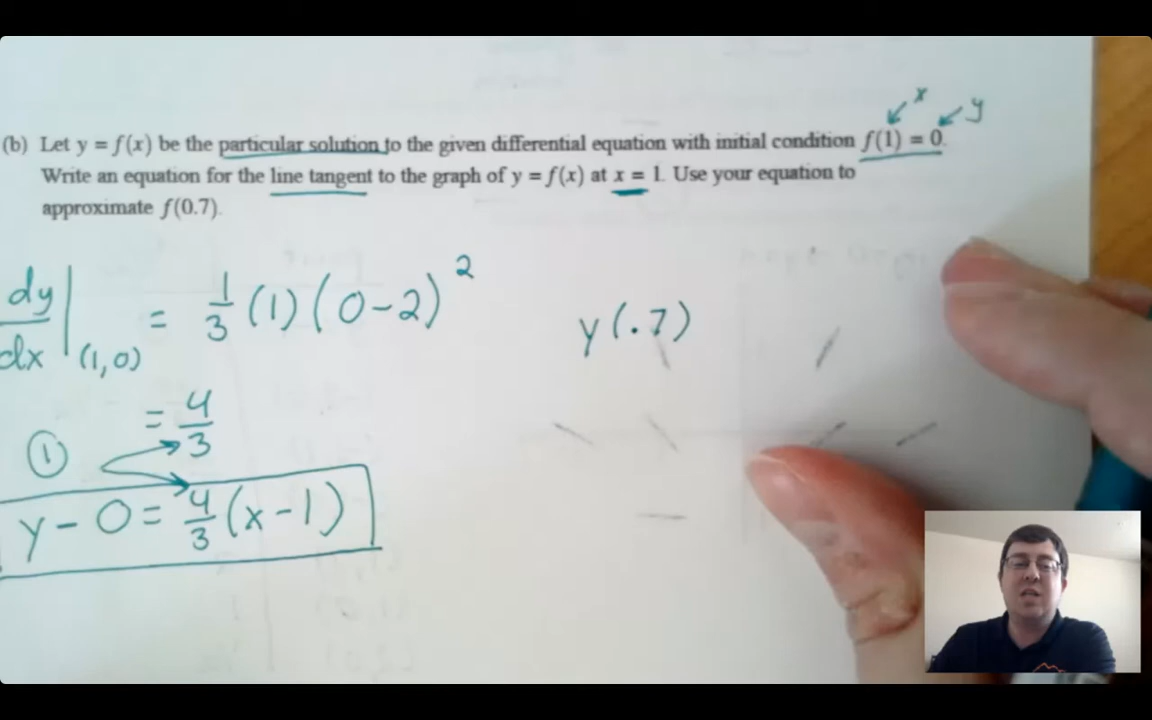 x y
(b) Let y = f(x) be the particular solution to the given differential equation with initial condition f(1) = 0.
Write an equation for the line tangent to the graph of y = f(x) at x = 1. Use your equation to
approximate f(0.7).
dy/dx |(1,0) = 1/3 (1)(0-2)^2
y(.7)
= 4/3
①
y - 0 = 4/3 (x - 1)